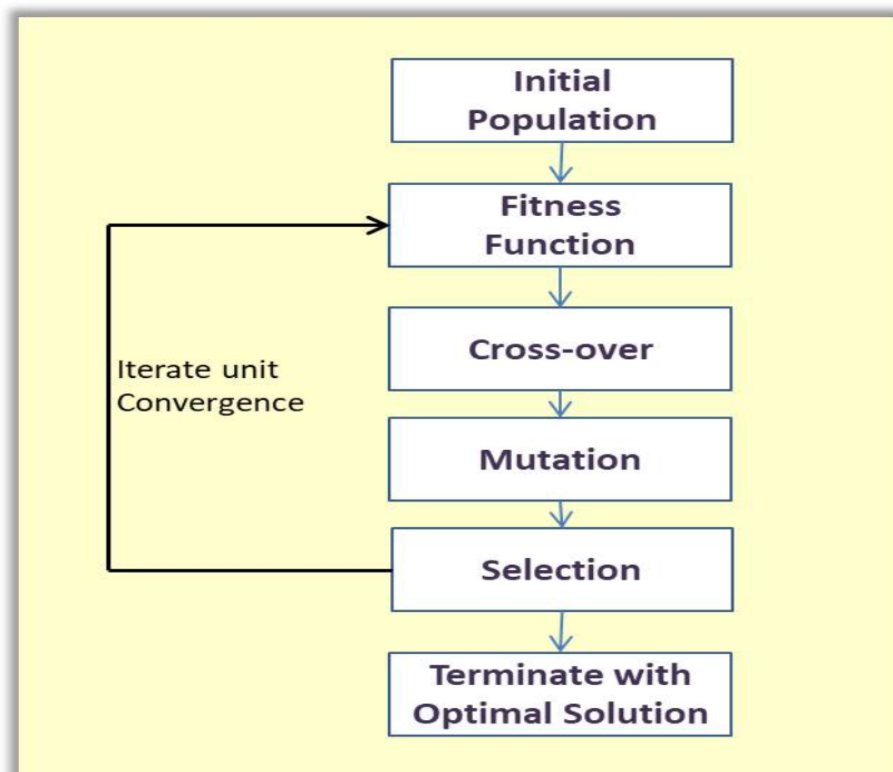 Initial
Population
Fitness
Function
Cross-over
Iterate unit
Convergence
Mutation
Selection
Terminate with
Optimal Solution